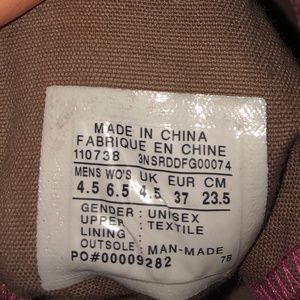 MADE IN CHINA
FABRIQUE EN CHINE
110738 3NSRDDFG00074
MENS WO'S UK EUR CM
4.5 6.5 4.5 37 23.5
GENDER : UNISEX
UPPER : TEXTILE
LINING
OUTSOLE : MAN-MADE
PO#00009282 7B